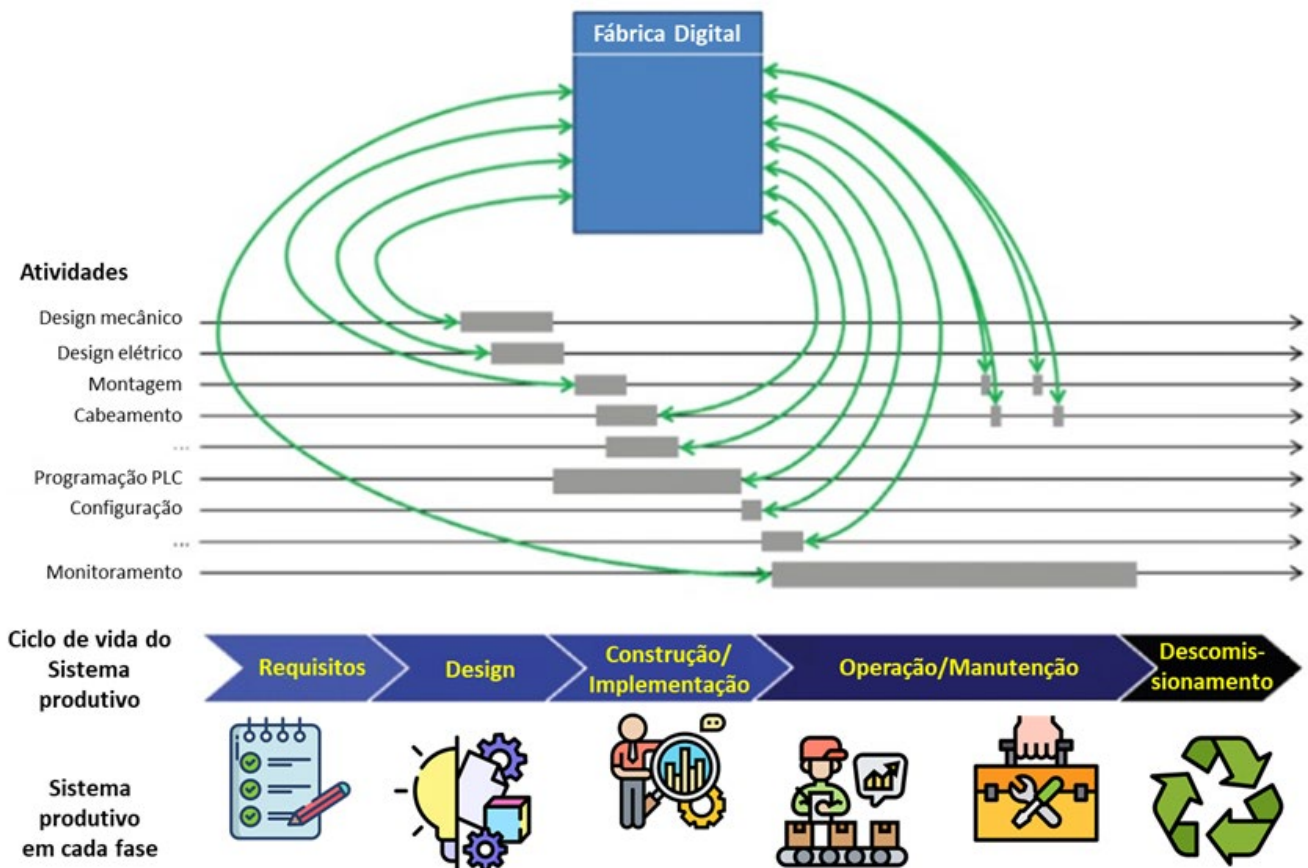 Fábrica Digital
Atividades
Design mecânico
Design elétrico
Montagem
Cabeamento
...
Programação PLC
Configuração
...
Monitoramento
Ciclo de vida do
Sistema
produtivo
Requisitos
Design
Construção/
Implementação
Operação/Manutenção
Descomis-
sionamento
Sistema
produtivo
em cada fase